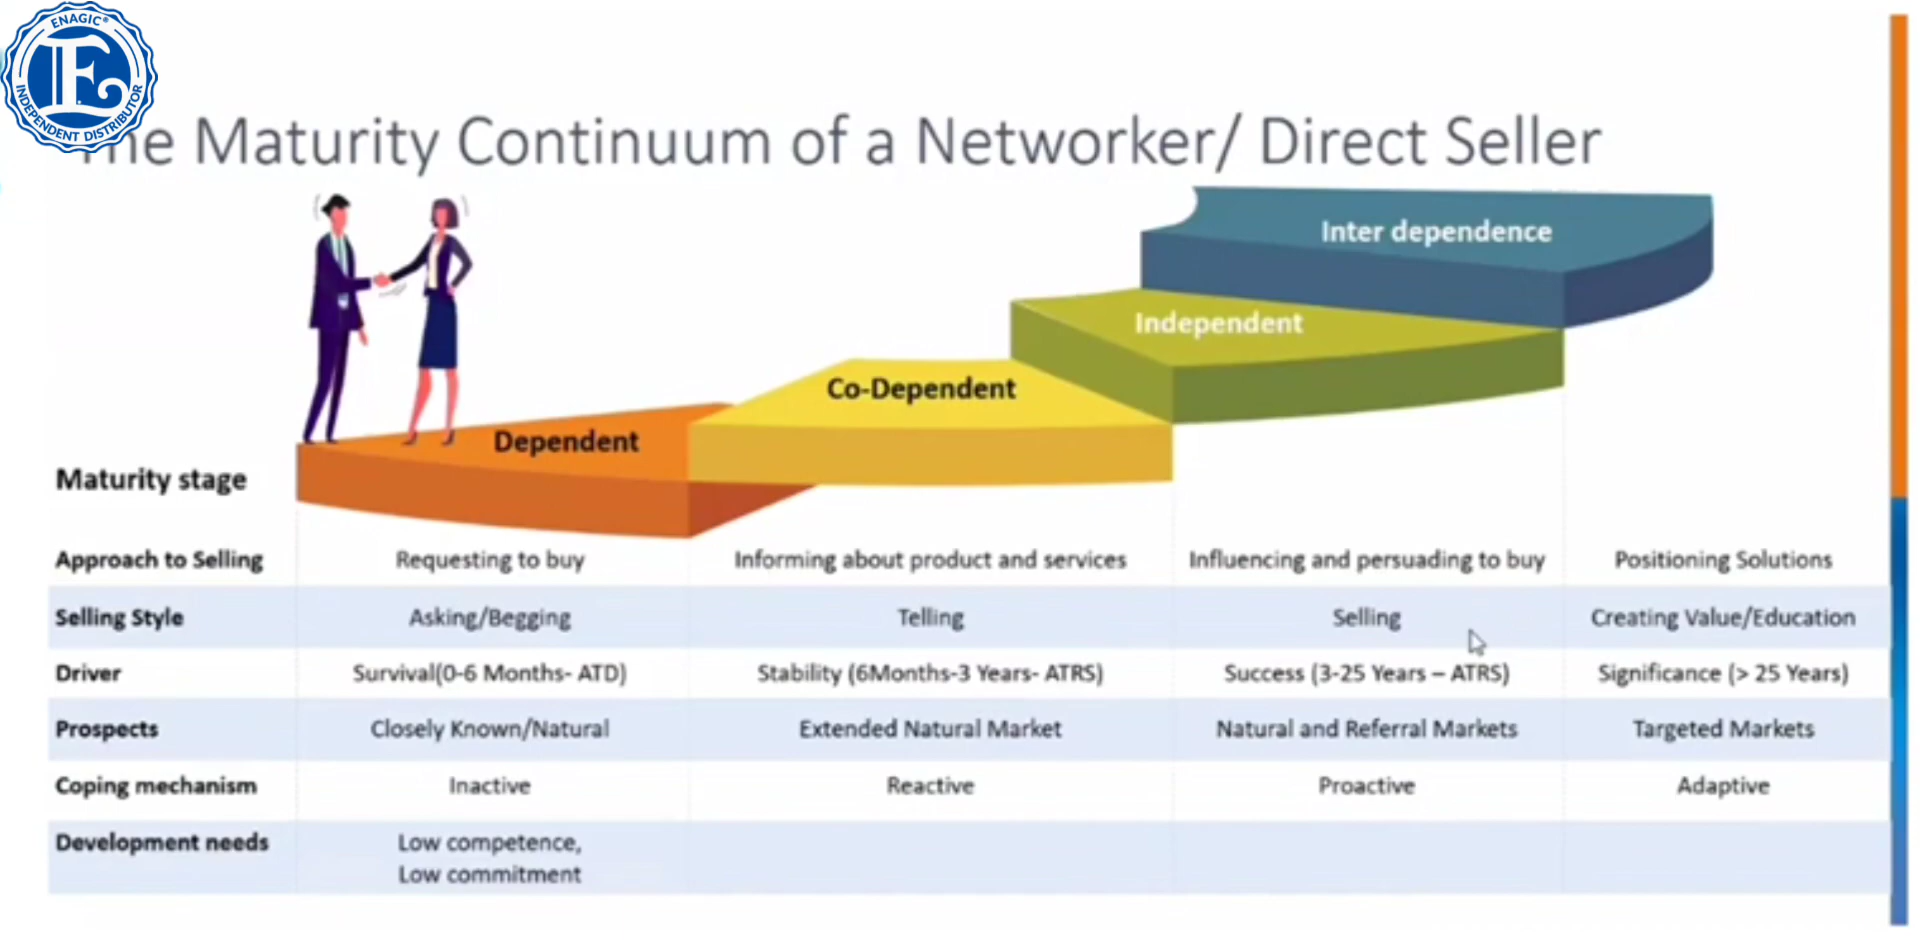 ENAGIC®
E
INDEPENDENT DISTRIBUTOR
The Maturity Continuum of a Networker/ Direct Seller
Inter dependence
Independent
Co-Dependent
Dependent
Maturity stage
Approach to Selling Requesting to buy Informing about product and services Influencing and persuading to buy Positioning Solutions
Selling Style Asking/Begging Telling Selling Creating Value/Education
Driver Survival(0-6 Months- ATD) Stability (6Months-3 Years- ATRS) Success (3-25 Years – ATRS) Significance (> 25 Years)
Prospects Closely Known/Natural Extended Natural Market Natural and Referral Markets Targeted Markets
Coping mechanism Inactive Reactive Proactive Adaptive
Development needs Low competence,
Low commitment